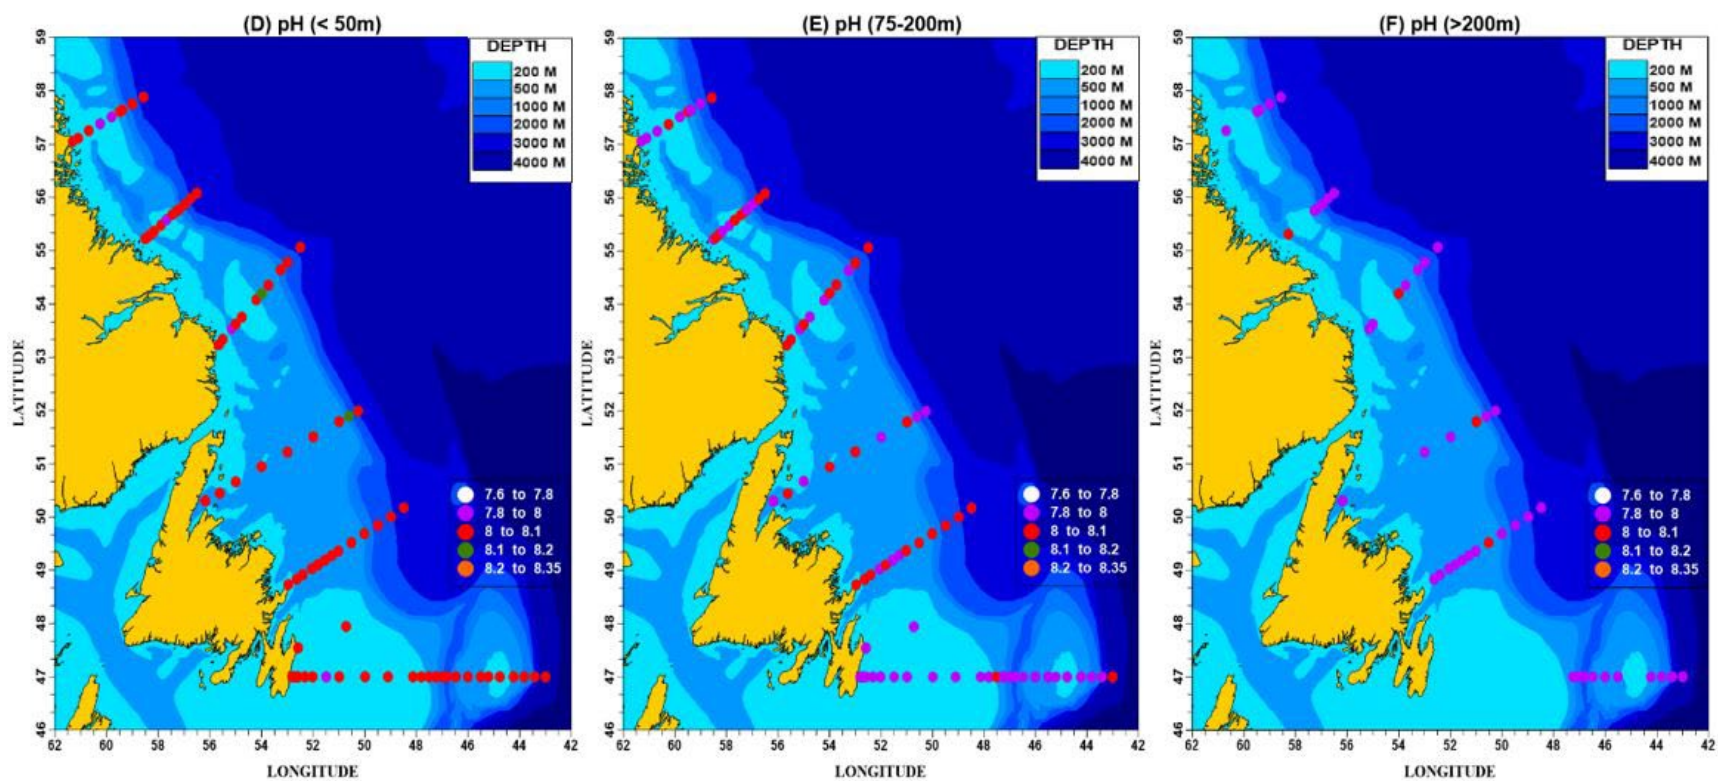 (D) pH (< 50m)
DEPTH
200 M
500 M
1000 M
2000 M
3000 M
4000 M
59
58
57
56
55
54
53
52
51
50
49
48
47
46
LATITUDE
7.6 to 7.8
7.8 to 8
8 to 8.1
8.1 to 8.2
8.2 to 8.35
62 60 58 56 54 52 50 48 46 44 42
LONGITUDE
(E) pH (75-200m)
DEPTH
200 M
500 M
1000 M
2000 M
3000 M
4000 M
59
58
57
56
55
54
53
52
51
50
49
48
47
46
LATITUDE
7.6 to 7.8
7.8 to 8
8 to 8.1
8.1 to 8.2
8.2 to 8.35
62 60 58 56 54 52 50 48 46 44 42
LONGITUDE
(F) pH (>200m)
DEPTH
200 M
500 M
1000 M
2000 M
3000 M
4000 M
59
58
57
56
55
54
53
52
51
50
49
48
47
46
LATITUDE
7.6 to 7.8
7.8 to 8
8 to 8.1
8.1 to 8.2
8.2 to 8.35
62 60 58 56 54 52 50 48 46 44 42
LONGITUDE